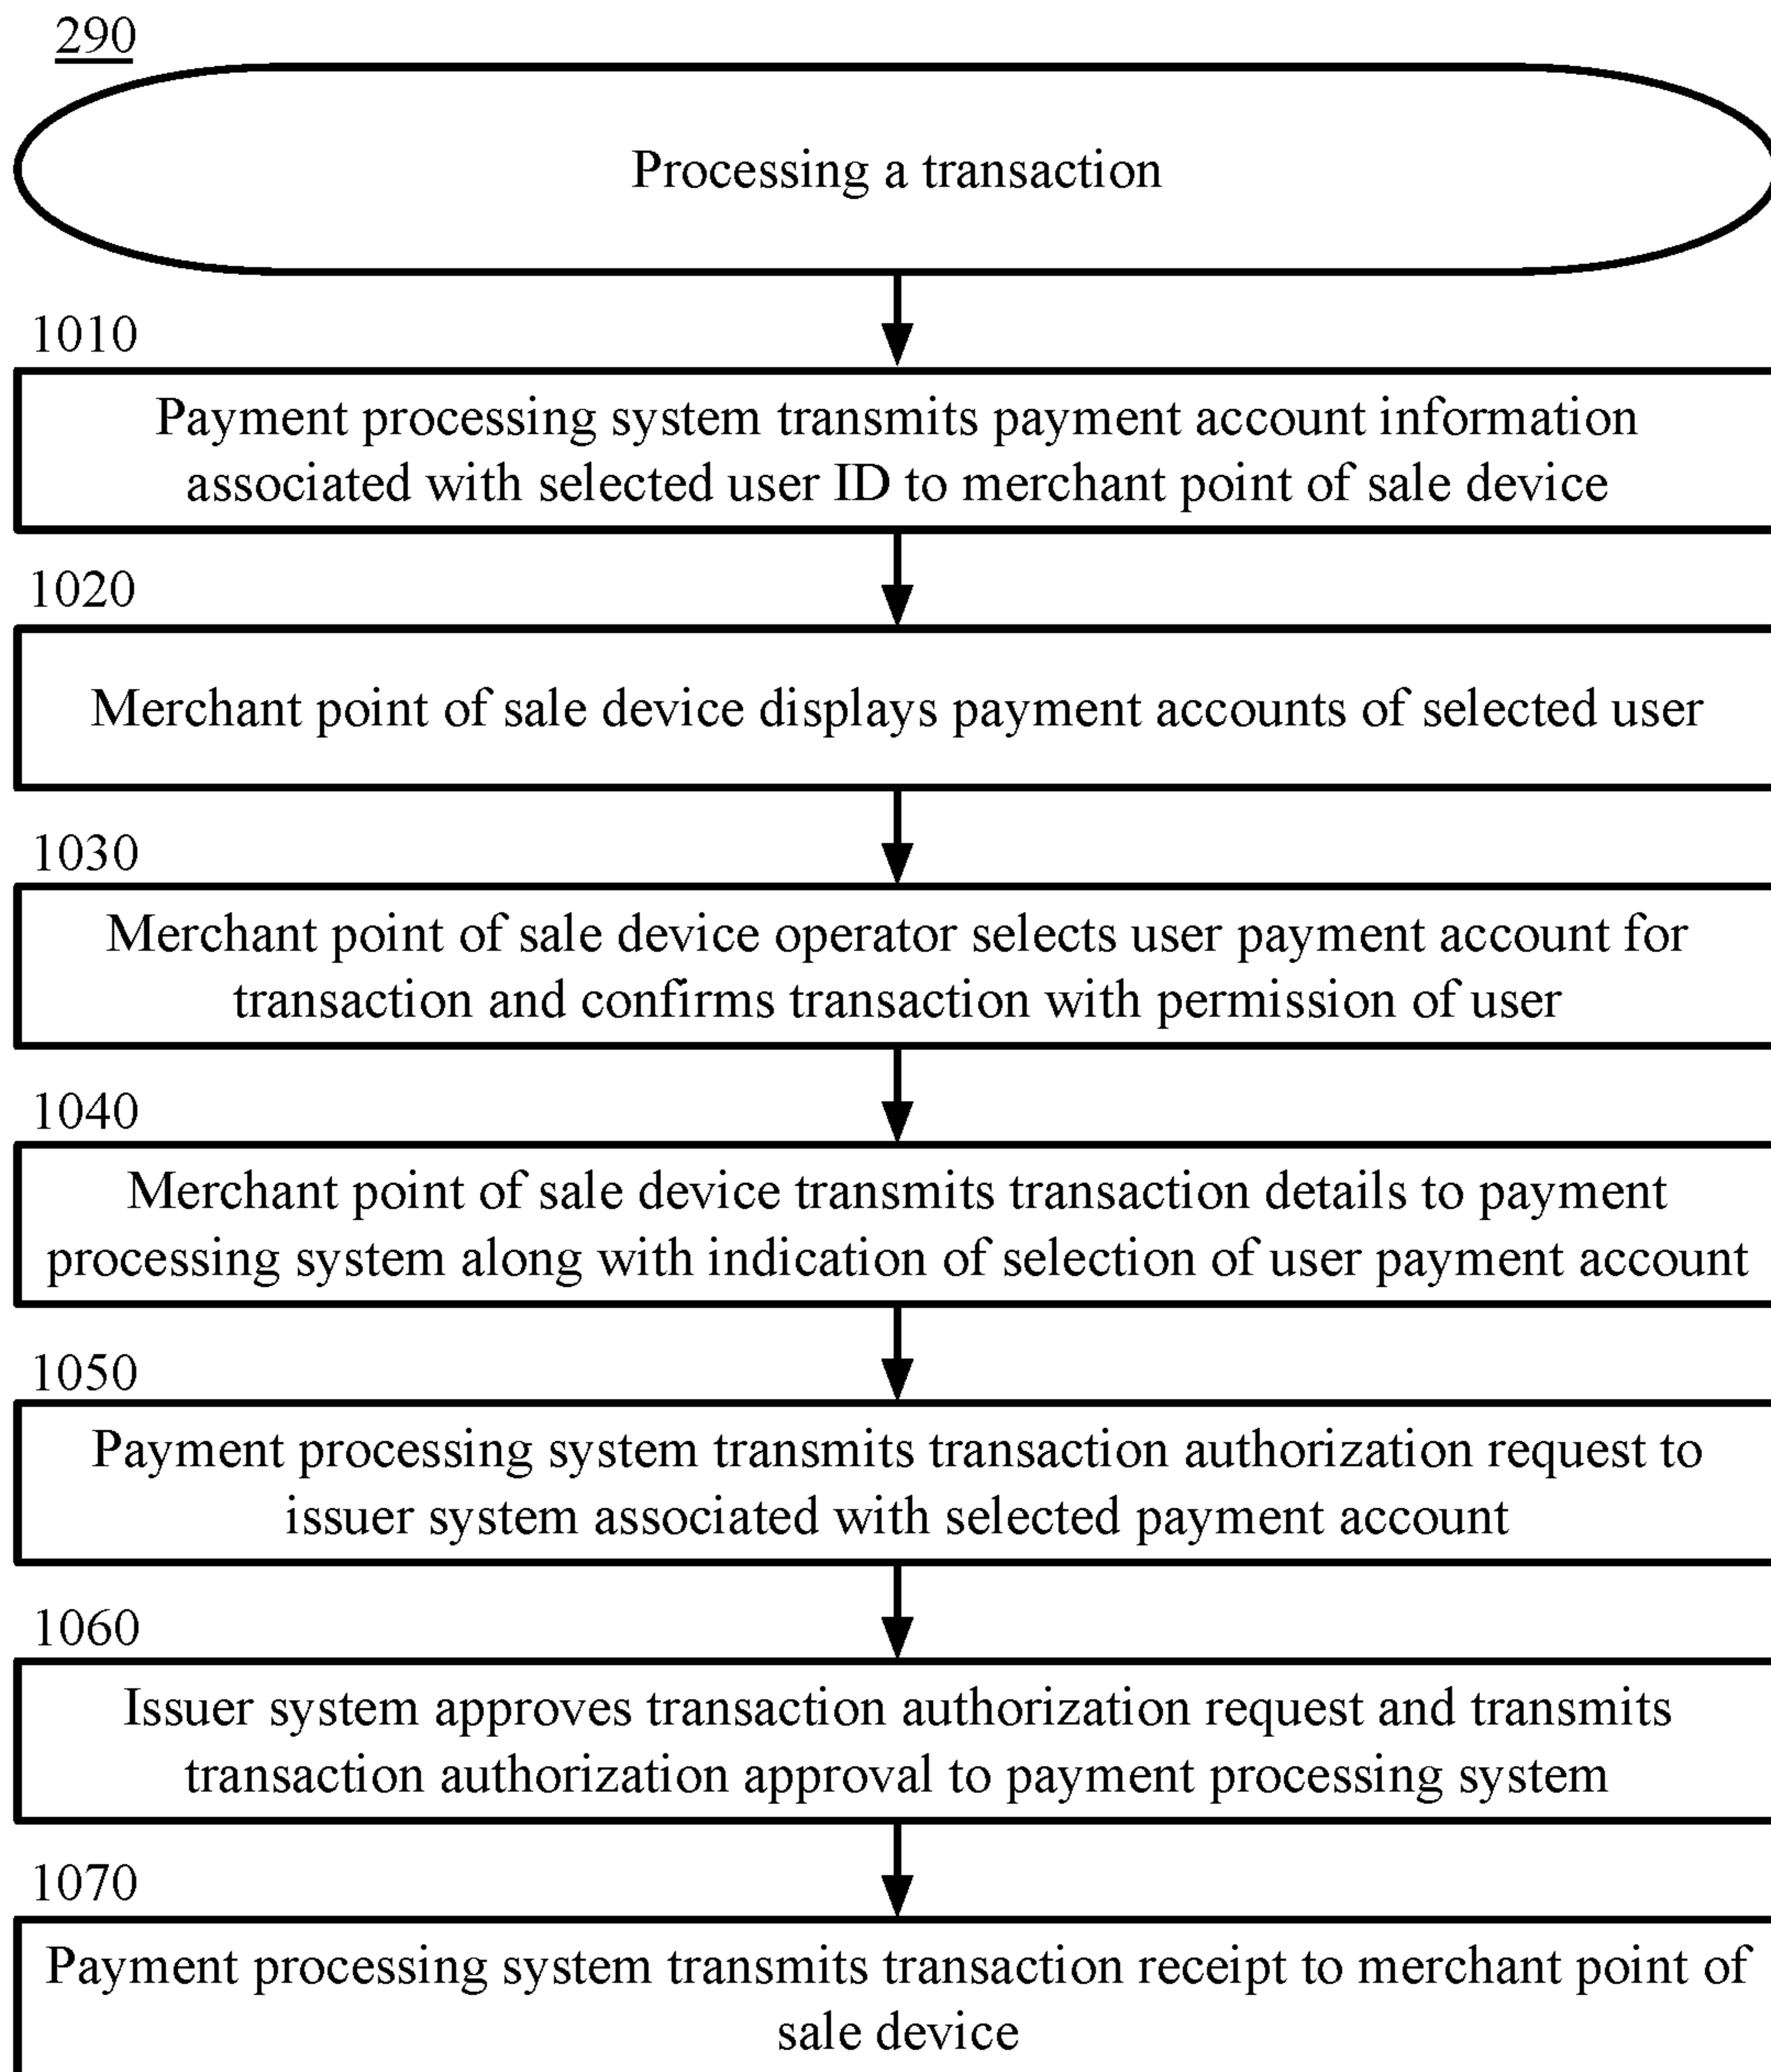 290
Processing a transaction
1010
Payment processing system transmits payment account information
associated with selected user ID to merchant point of sale device
1020
Merchant point of sale device displays payment accounts of selected user
1030
Merchant point of sale device operator selects user payment account for
transaction and confirms transaction with permission of user
1040
Merchant point of sale device transmits transaction details to payment
processing system along with indication of selection of user payment account
1050
Payment processing system transmits transaction authorization request to
issuer system associated with selected payment account
1060
Issuer system approves transaction authorization request and transmits
transaction authorization approval to payment processing system
1070
Payment processing system transmits transaction receipt to merchant point of
sale device